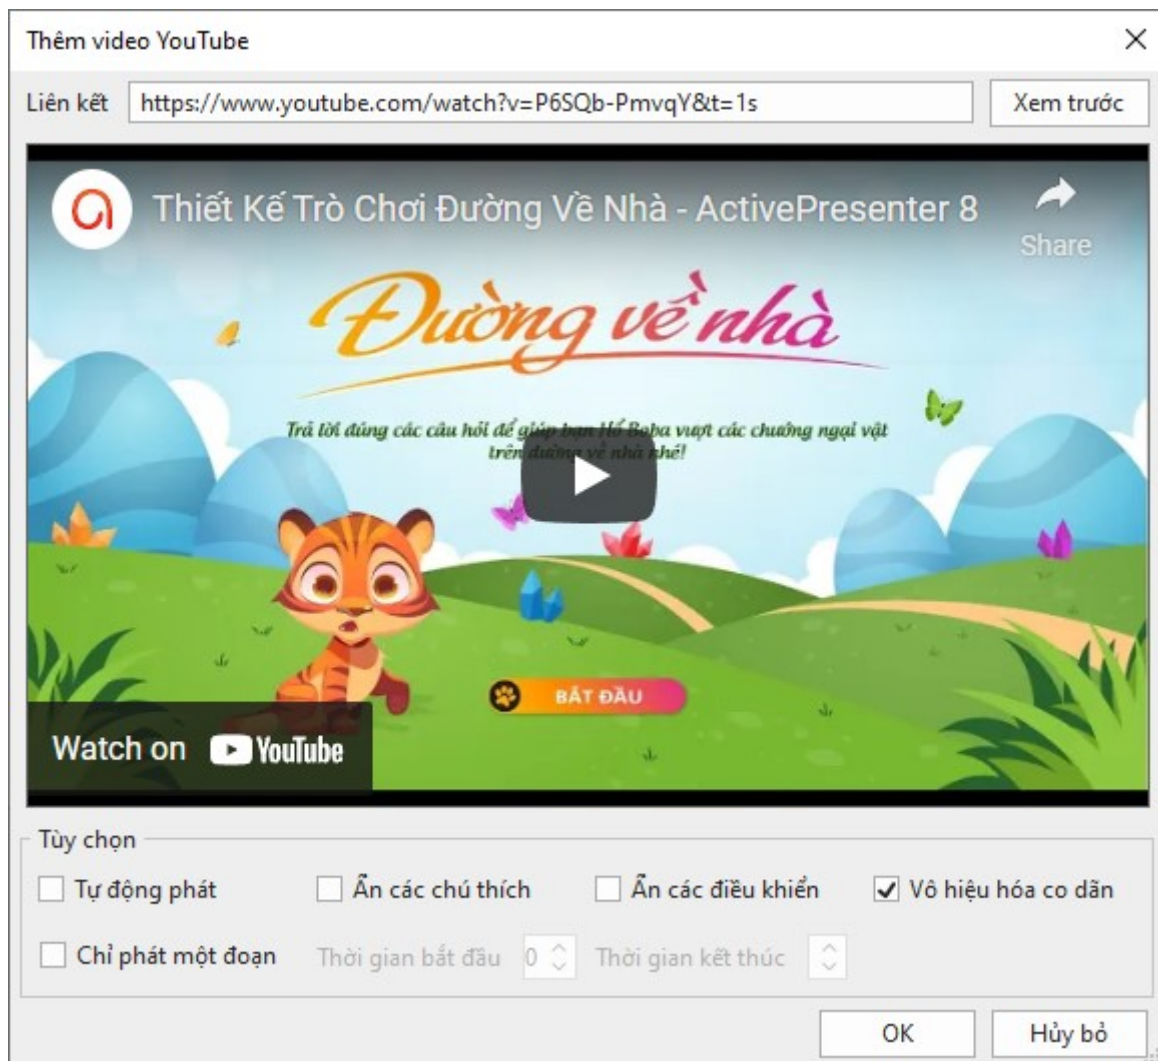 Thêm video YouTube
Liên kết https://www.youtube.com/watch?v=P6SQb-PmvqY&t=1s Xem trước
Thiết Kế Trò Chơi Đường Về Nhà - ActivePresenter 8
Share
Đường về nhà
Trả lời đúng các câu hỏi để giúp bạn Hổ Boba vượt các chướng ngại vật
trên đường về nhà nhé!
BẮT ĐẦU
Watch on YouTube
Tùy chọn
Tự động phát Ẩn các chú thích Ẩn các điều khiển Vô hiệu hóa co dãn
Chỉ phát một đoạn Thời gian bắt đầu 0 Thời gian kết thúc
OK Hủy bỏ